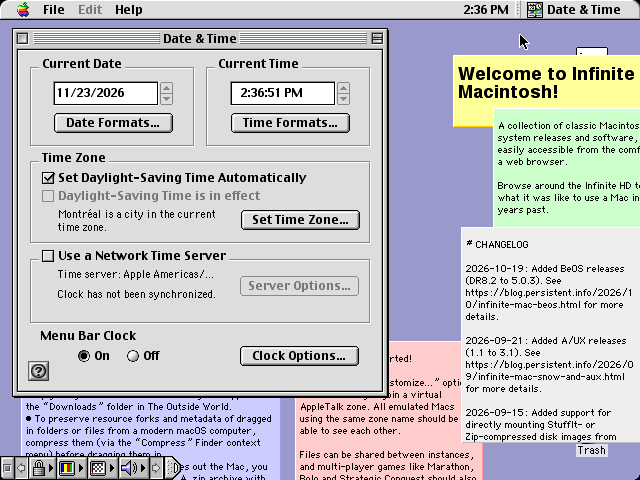 File Edit Help
2:36 PM Date & Time
Date & Time
Current Date
11/23/2026
Date Formats...
Current Time
2:36:51 PM
Time Formats...
Time Zone
Set Daylight-Saving Time Automatically
Daylight-Saving Time is in effect
Montréal is a city in the current
time zone.
Set Time Zone...
Use a Network Time Server
Time server: Apple Americas/...
Clock has not been synchronized.
Server Options...
Menu Bar Clock
On Off
Clock Options...
?
Welcome to Infinite
Macintosh!
A collection of classic Macintos
system releases and software,
easily accessible from the comf
a web browser.
Browse around the Infinite HD to
what it was like to use a Mac in
years past.
# CHANGELOG
2026-10-19: Added BeOS releases
(DR8.2 to 5.0.3). See
https://blog.persistent.info/2026/1
0/infinite-mac-beos.html for more
details.
2026-09-21: Added A/UX releases
(1.1 to 3.1). See
https://blog.persistent.info/2026/0
9/infinite-mac-snow-and-aux.html
for more details.
2026-09-15: Added support for
directly mounting StuffIt- or
Zip-compressed disk images from
Trash
the "Downloads" folder in The Outside World.
● To preserve resource forks and metadata of dragged
in folders or files from a modern macOS computer,
compress them (via the "Compress" Finder context
menu) before dragging them in.
es out the Mac, you
A .zip archive with
rted!
ustomize..." optio
in a virtual
AppleTalk zone. All emulated Macs
using the same zone name should be
able to see each other.
Files can be shared between instances,
and multi-player games like Marathon,
Bolo and Strategic Conquest should also